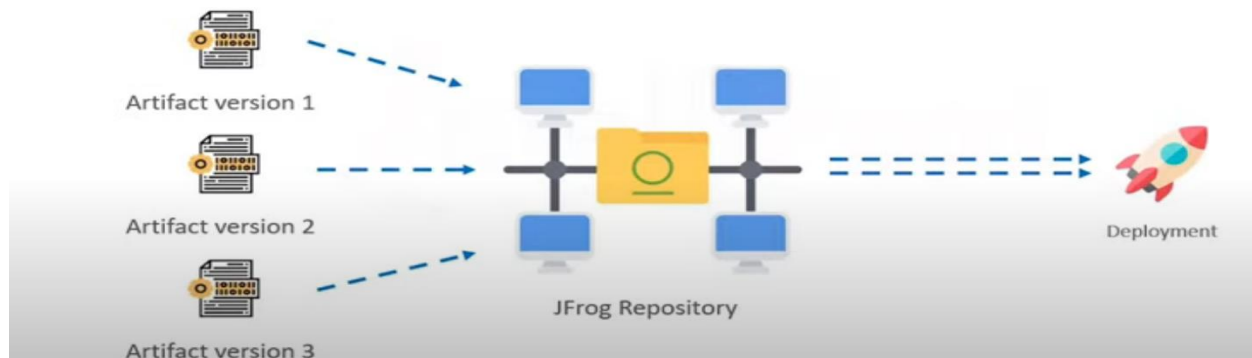 Artifact version 1
Artifact version 2
Artifact version 3
JFrog Repository
Deployment